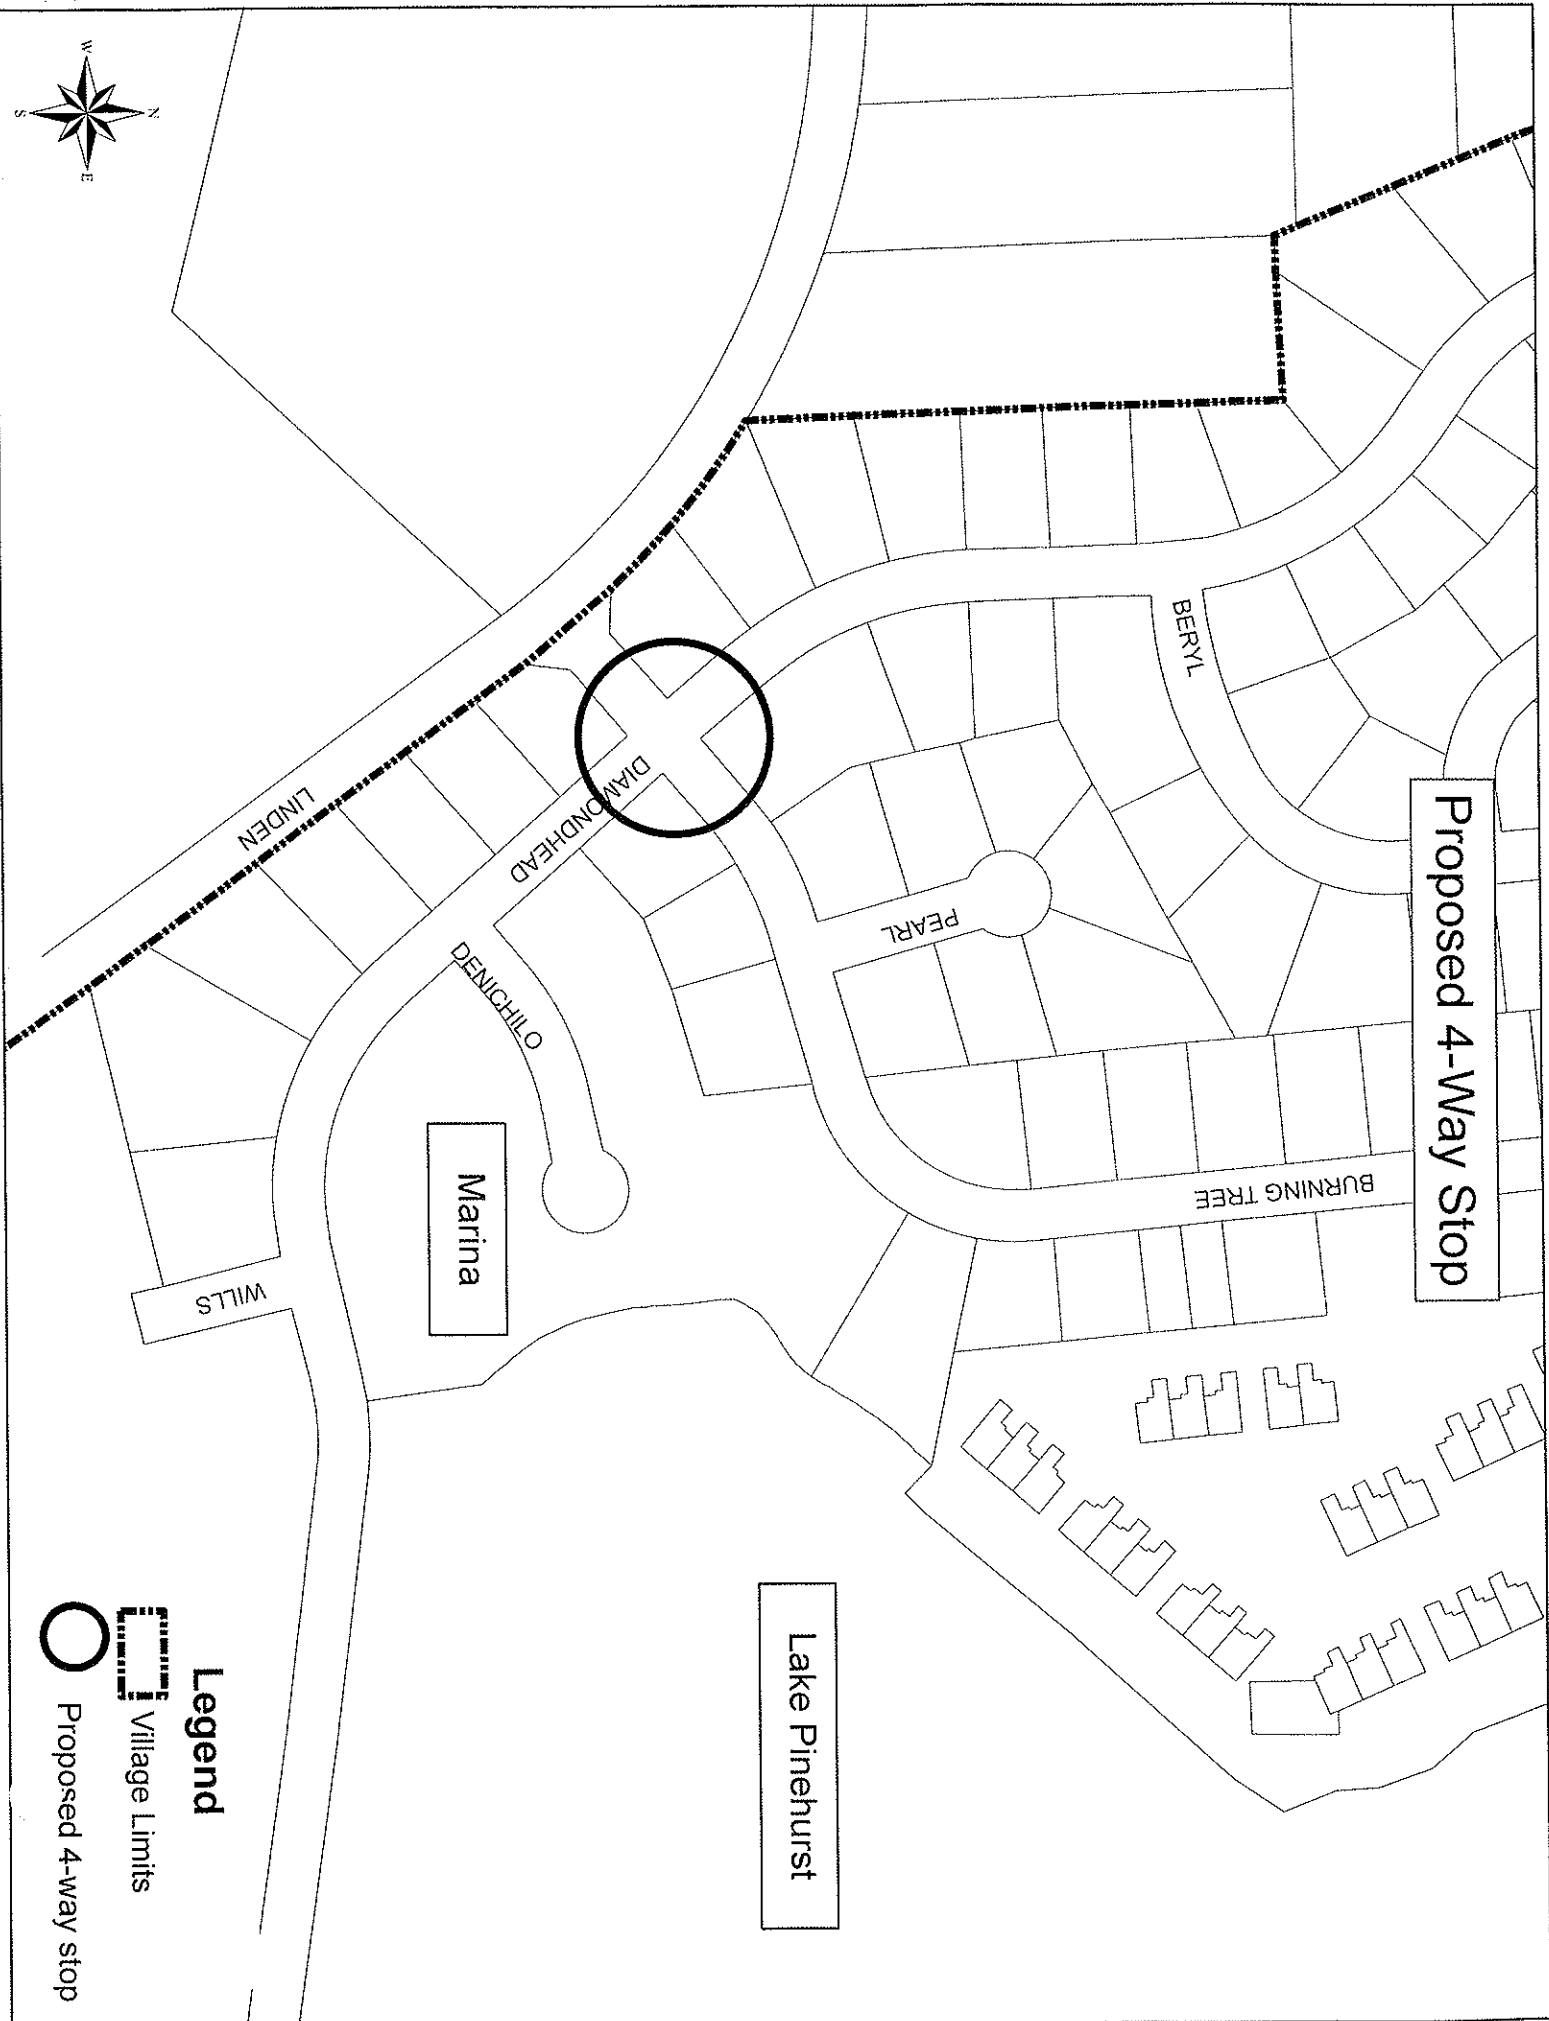 Proposed 4-Way Stop
BERYL
BURNING TREE
PEARL
Lake Pinehurst
DIAMONDHEAD
DENICHILO
Marina
LINDEN
WILLS
N
W
E
S
Legend
Village Limits
Proposed 4-way stop